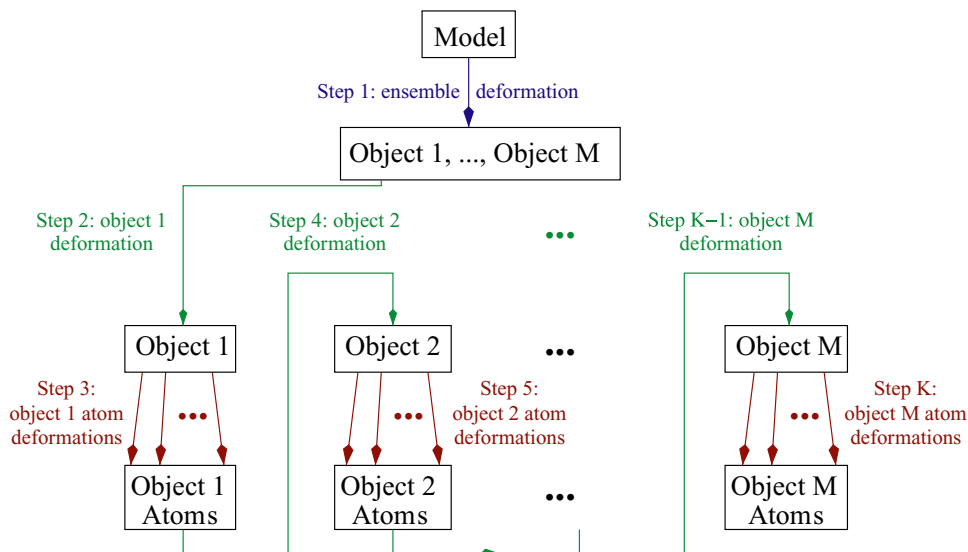 Model
Step 1: ensemble deformation
Object 1, ..., Object M
Step 2: object 1
deformation
Step 4: object 2
deformation
...
Step K−1: object M
deformation
Object 1
Object 2
...
Object M
Step 3:
object 1 atom
deformations
...
...
Step 5:
object 2 atom
deformations
...
Step K:
object M atom
deformations
Object 1
Atoms
Object 2
Atoms
...
Object M
Atoms